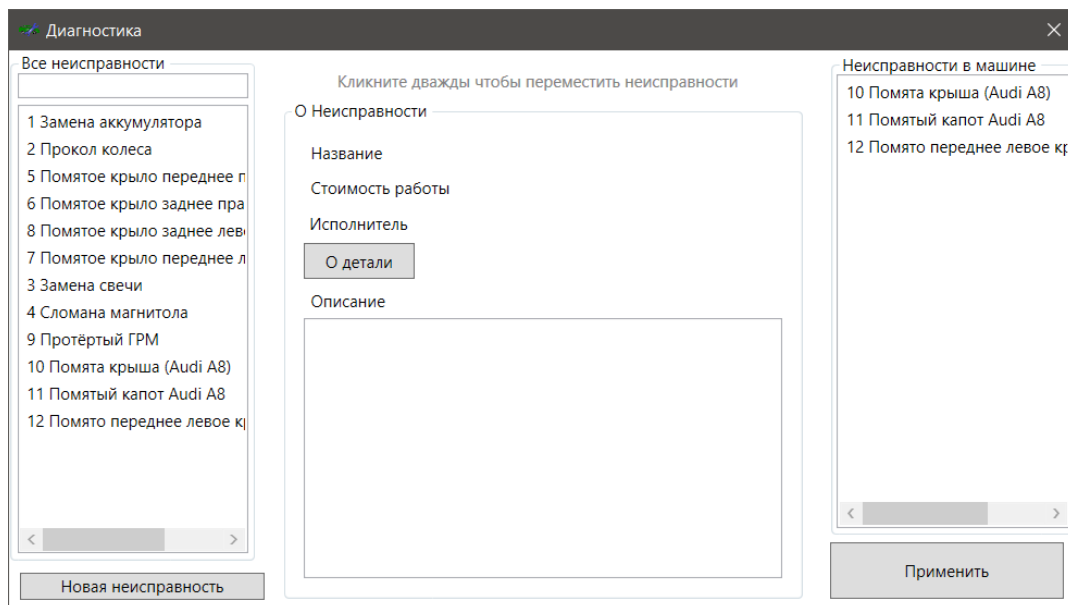 Диагностика
Все неисправности
1 Замена аккумулятора
2 Прокол колеса
5 Помятое крыло переднее
6 Помятое крыло заднее пра
8 Помятое крыло заднее лев
7 Помятое крыло переднее
3 Замена свечи
4 Сломана магнитола
9 Протёртый ГРМ
10 Помята крыша (Audi A8)
11 Помятый капот Audi A8
12 Помято переднее левое
Новая неисправность
Кликните дважды чтобы переместить неисправности
О Неисправности
Название
Стоимость работы
Исполнитель
О детали
Описание
Неисправности в машине
10 Помята крыша (Audi A8)
11 Помятый капот Audi A8
12 Помято переднее левое
Применить